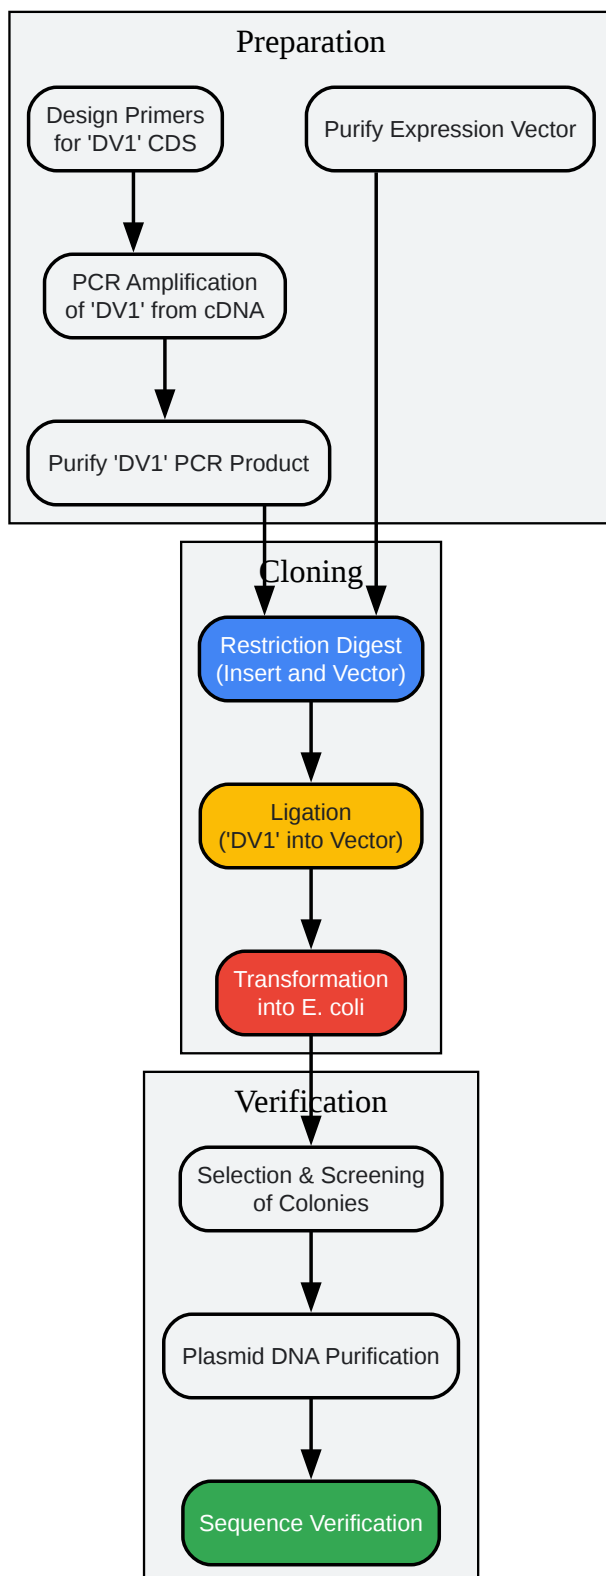 Preparation
Design Primers
for 'DV1' CDS
Purify Expression Vector
PCR Amplification
of 'DV1' from cDNA
Purify 'DV1' PCR Product
Cloning
Restriction Digest
(Insert and Vector)
Ligation
('DV1' into Vector)
Transformation
into E. coli
Verification
Selection & Screening
of Colonies
Plasmid DNA Purification
Sequence Verification